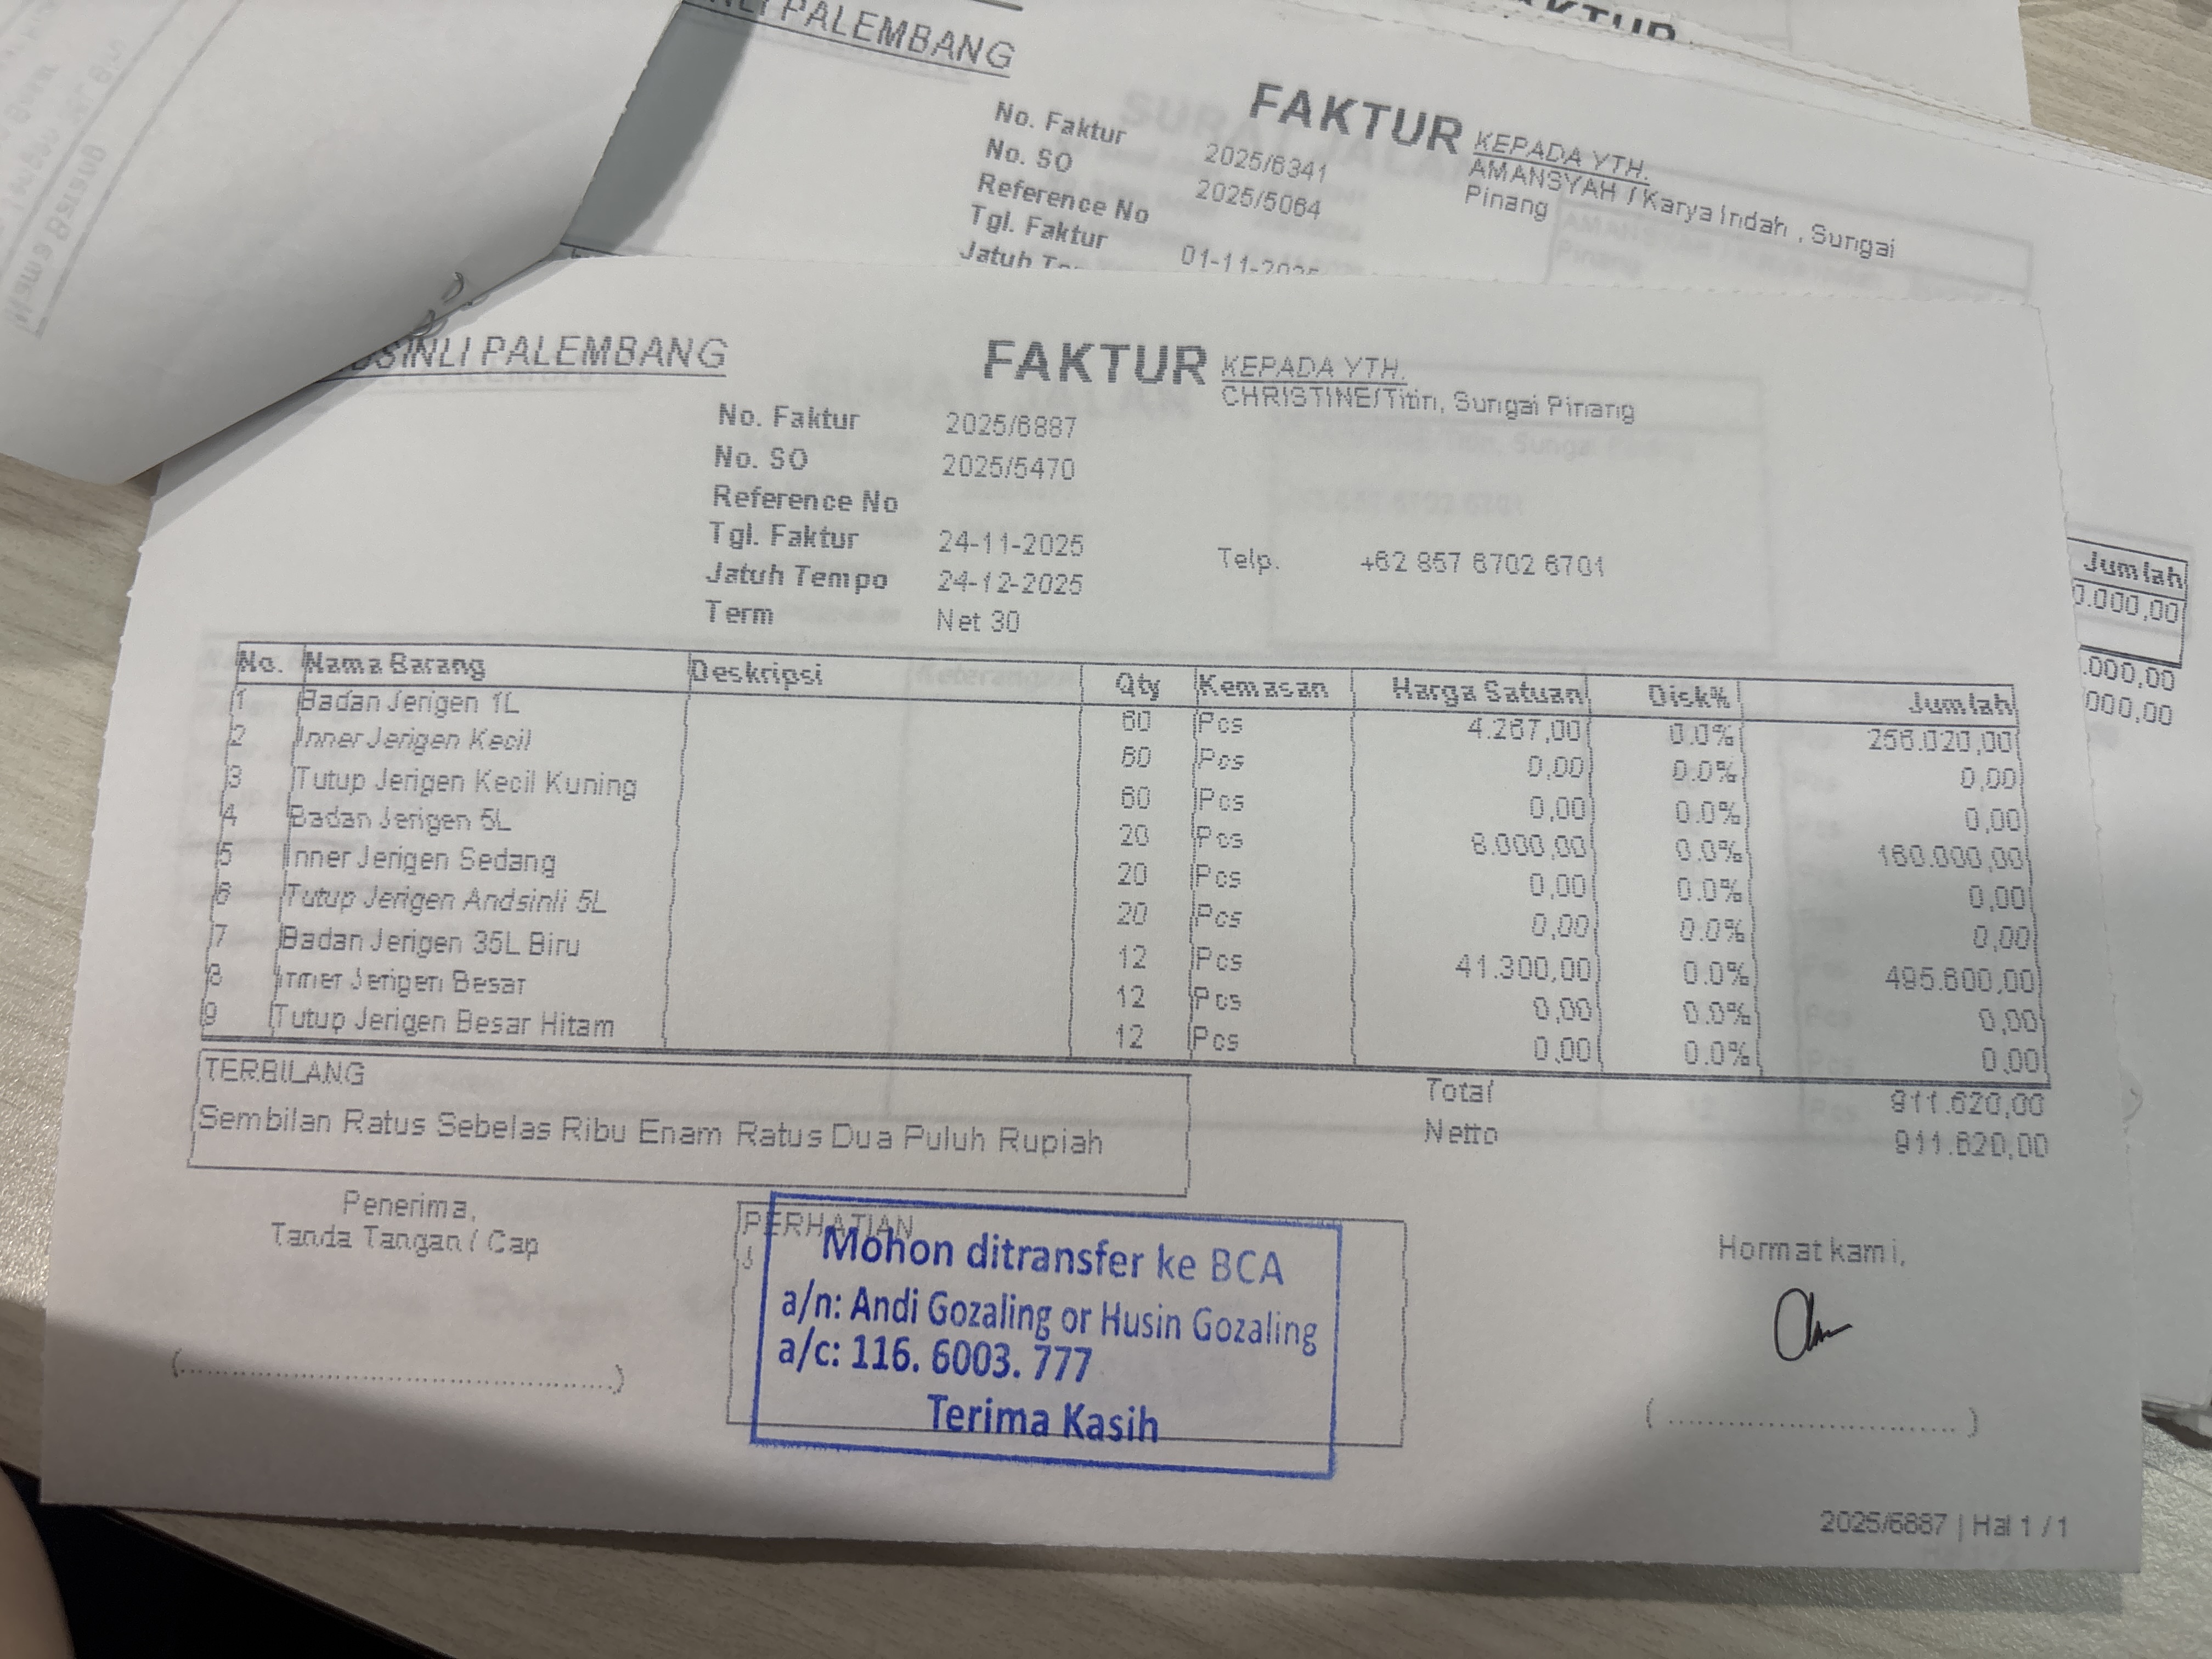 PALEMBANG
FAKTUR
No. Faktur 2025/6341
No. SO 2025/5064
Reference No
Tgl. Faktur 01-11-2025
KEPADA YTH.
AMANSYAH / Karya Indah , Sungai
Pinang
SINLI PALEMBANG
FAKTUR
KEPADA YTH.
CHRISTINE/Titin, Sungai Pinang
No. Faktur 2025/6887
No. SO 2025/5470
Reference No
Tgl. Faktur 24-11-2025
Jatuh Tempo 24-12-2025
Term Net 30
Telp. +62 857 6702 6701
Jumlah
0.000,00
.000,00
000,00
No. Nama Barang Deskripsi Qty Kemasan Harga Satuan Disk% Jumlah
1 Badan Jerigen 1L 60 Pcs 4.267,00 0.0% 256.020,00
2 Inner Jerigen Kecil 60 Pcs 0,00 0.0% 0,00
3 Tutup Jerigen Kecil Kuning 60 Pcs 0,00 0.0% 0,00
4 Badan Jerigen 5L 20 Pcs 8.000,00 0.0% 160.000,00
5 Inner Jerigen Sedang 20 Pcs 0,00 0.0% 0,00
6 Tutup Jerigen Andsinli 5L 20 Pcs 0,00 0.0% 0,00
7 Badan Jerigen 35L Biru 12 Pcs 41.300,00 0.0% 495.600,00
8 Inner Jerigen Besar 12 Pcs 0,00 0.0% 0,00
9 Tutup Jerigen Besar Hitam 12 Pcs 0,00 0.0% 0,00
TERBILANG
Sembilan Ratus Sebelas Ribu Enam Ratus Dua Puluh Rupiah
Total 911.620,00
Netto 911.620,00
Penerima,
Tanda Tangan / Cap
PERHATIAN
Mohon ditransfer ke BCA
a/n: Andi Gozaling or Husin Gozaling
a/c: 116. 6003. 777
Terima Kasih
Hormat kami,
2025/6887 | Hal 1 / 1